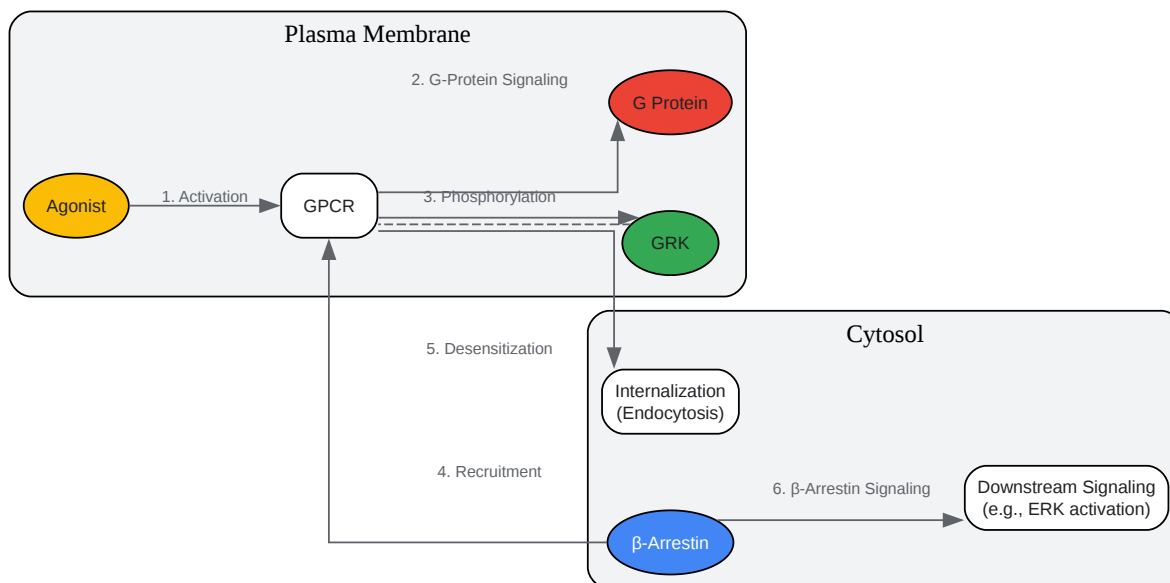 Plasma Membrane
2. G-Protein Signaling
G Protein
Agonist
1. Activation
GPCR
3. Phosphorylation
GRK
5. Desensitization
Cytosol
Internalization
(Endocytosis)
4. Recruitment
6. β-Arrestin Signaling
Downstream Signaling
(e.g., ERK activation)
β-Arrestin